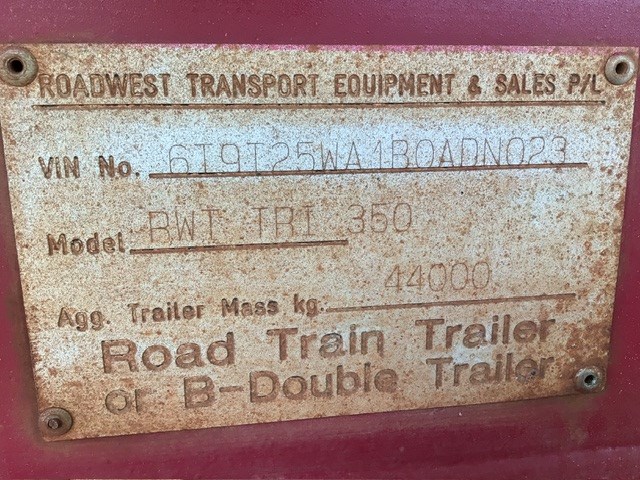 ROADWEST TRANSPORT EQUIPMENT & SALES P/L
VIN No. 6T9T25WA1B0ADN023
Model RWT TRI 350
Agg. Trailer Mass kg. 44000
Road Train Trailer
or B-Double Trailer